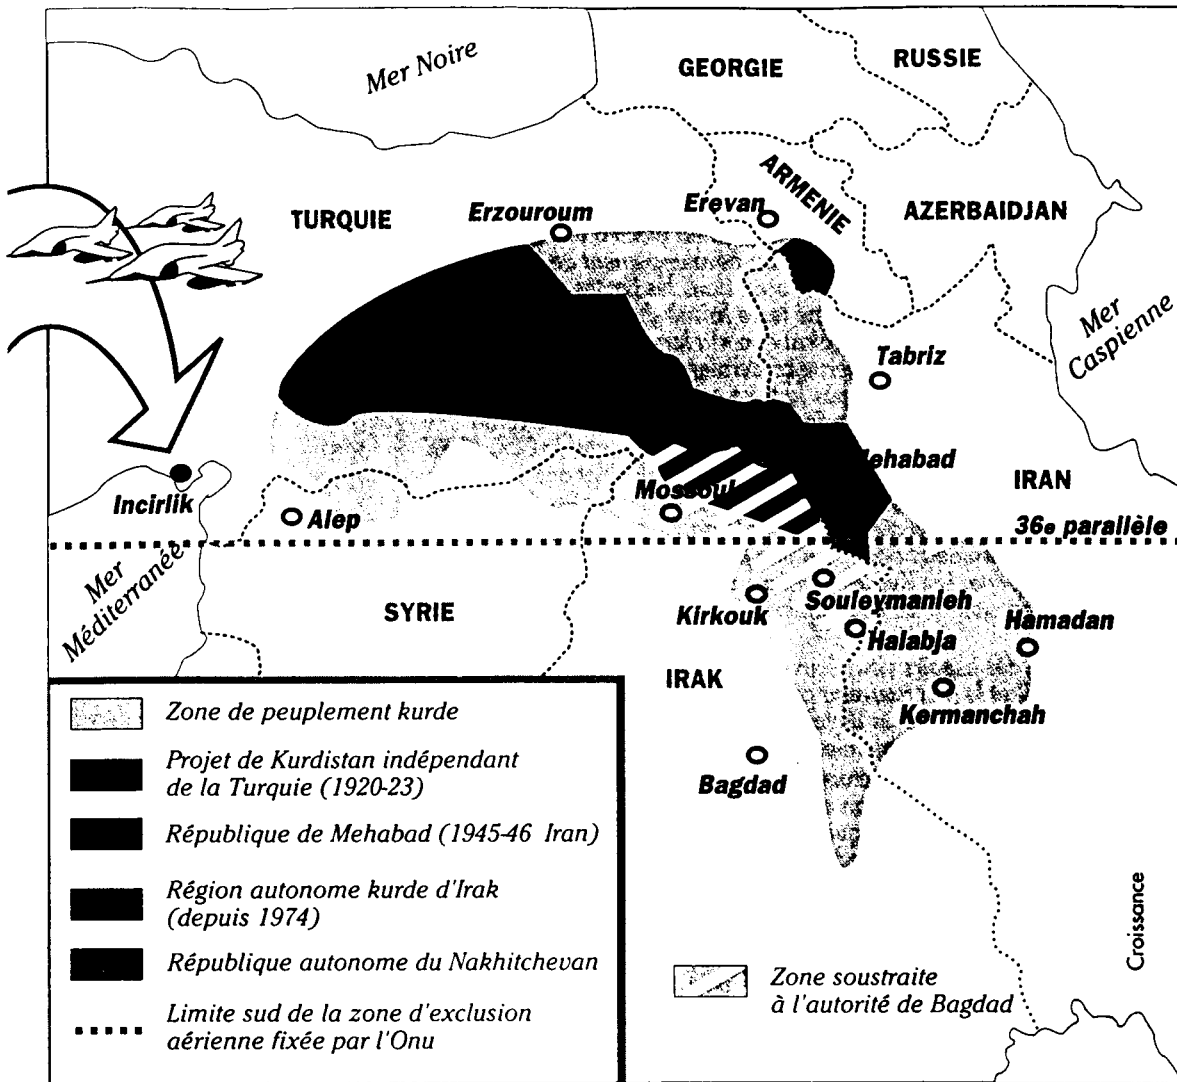 Mer Noire
GEORGIE
RUSSIE
ARMENIE
AZERBAIDJAN
TURQUIE
Erzouroum
Erevan
Mer
Caspienne
Tabriz
Mehabad
IRAN
Incirlik
Alep
Mossoul
36e parallèle
Mer
Méditerranée
SYRIE
Kirkouk
Souleymanieh
Halabja
Hamadan
IRAK
Kermanchah
Bagdad
Zone de peuplement kurde
Projet de Kurdistan indépendant
de la Turquie (1920-23)
République de Mehabad (1945-46 Iran)
Région autonome kurde d'Irak
(depuis 1974)
République autonome du Nakhitchevan
Limite sud de la zone d'exclusion
aérienne fixée par l'Onu
Zone soustraite
à l'autorité de Bagdad
Croissance